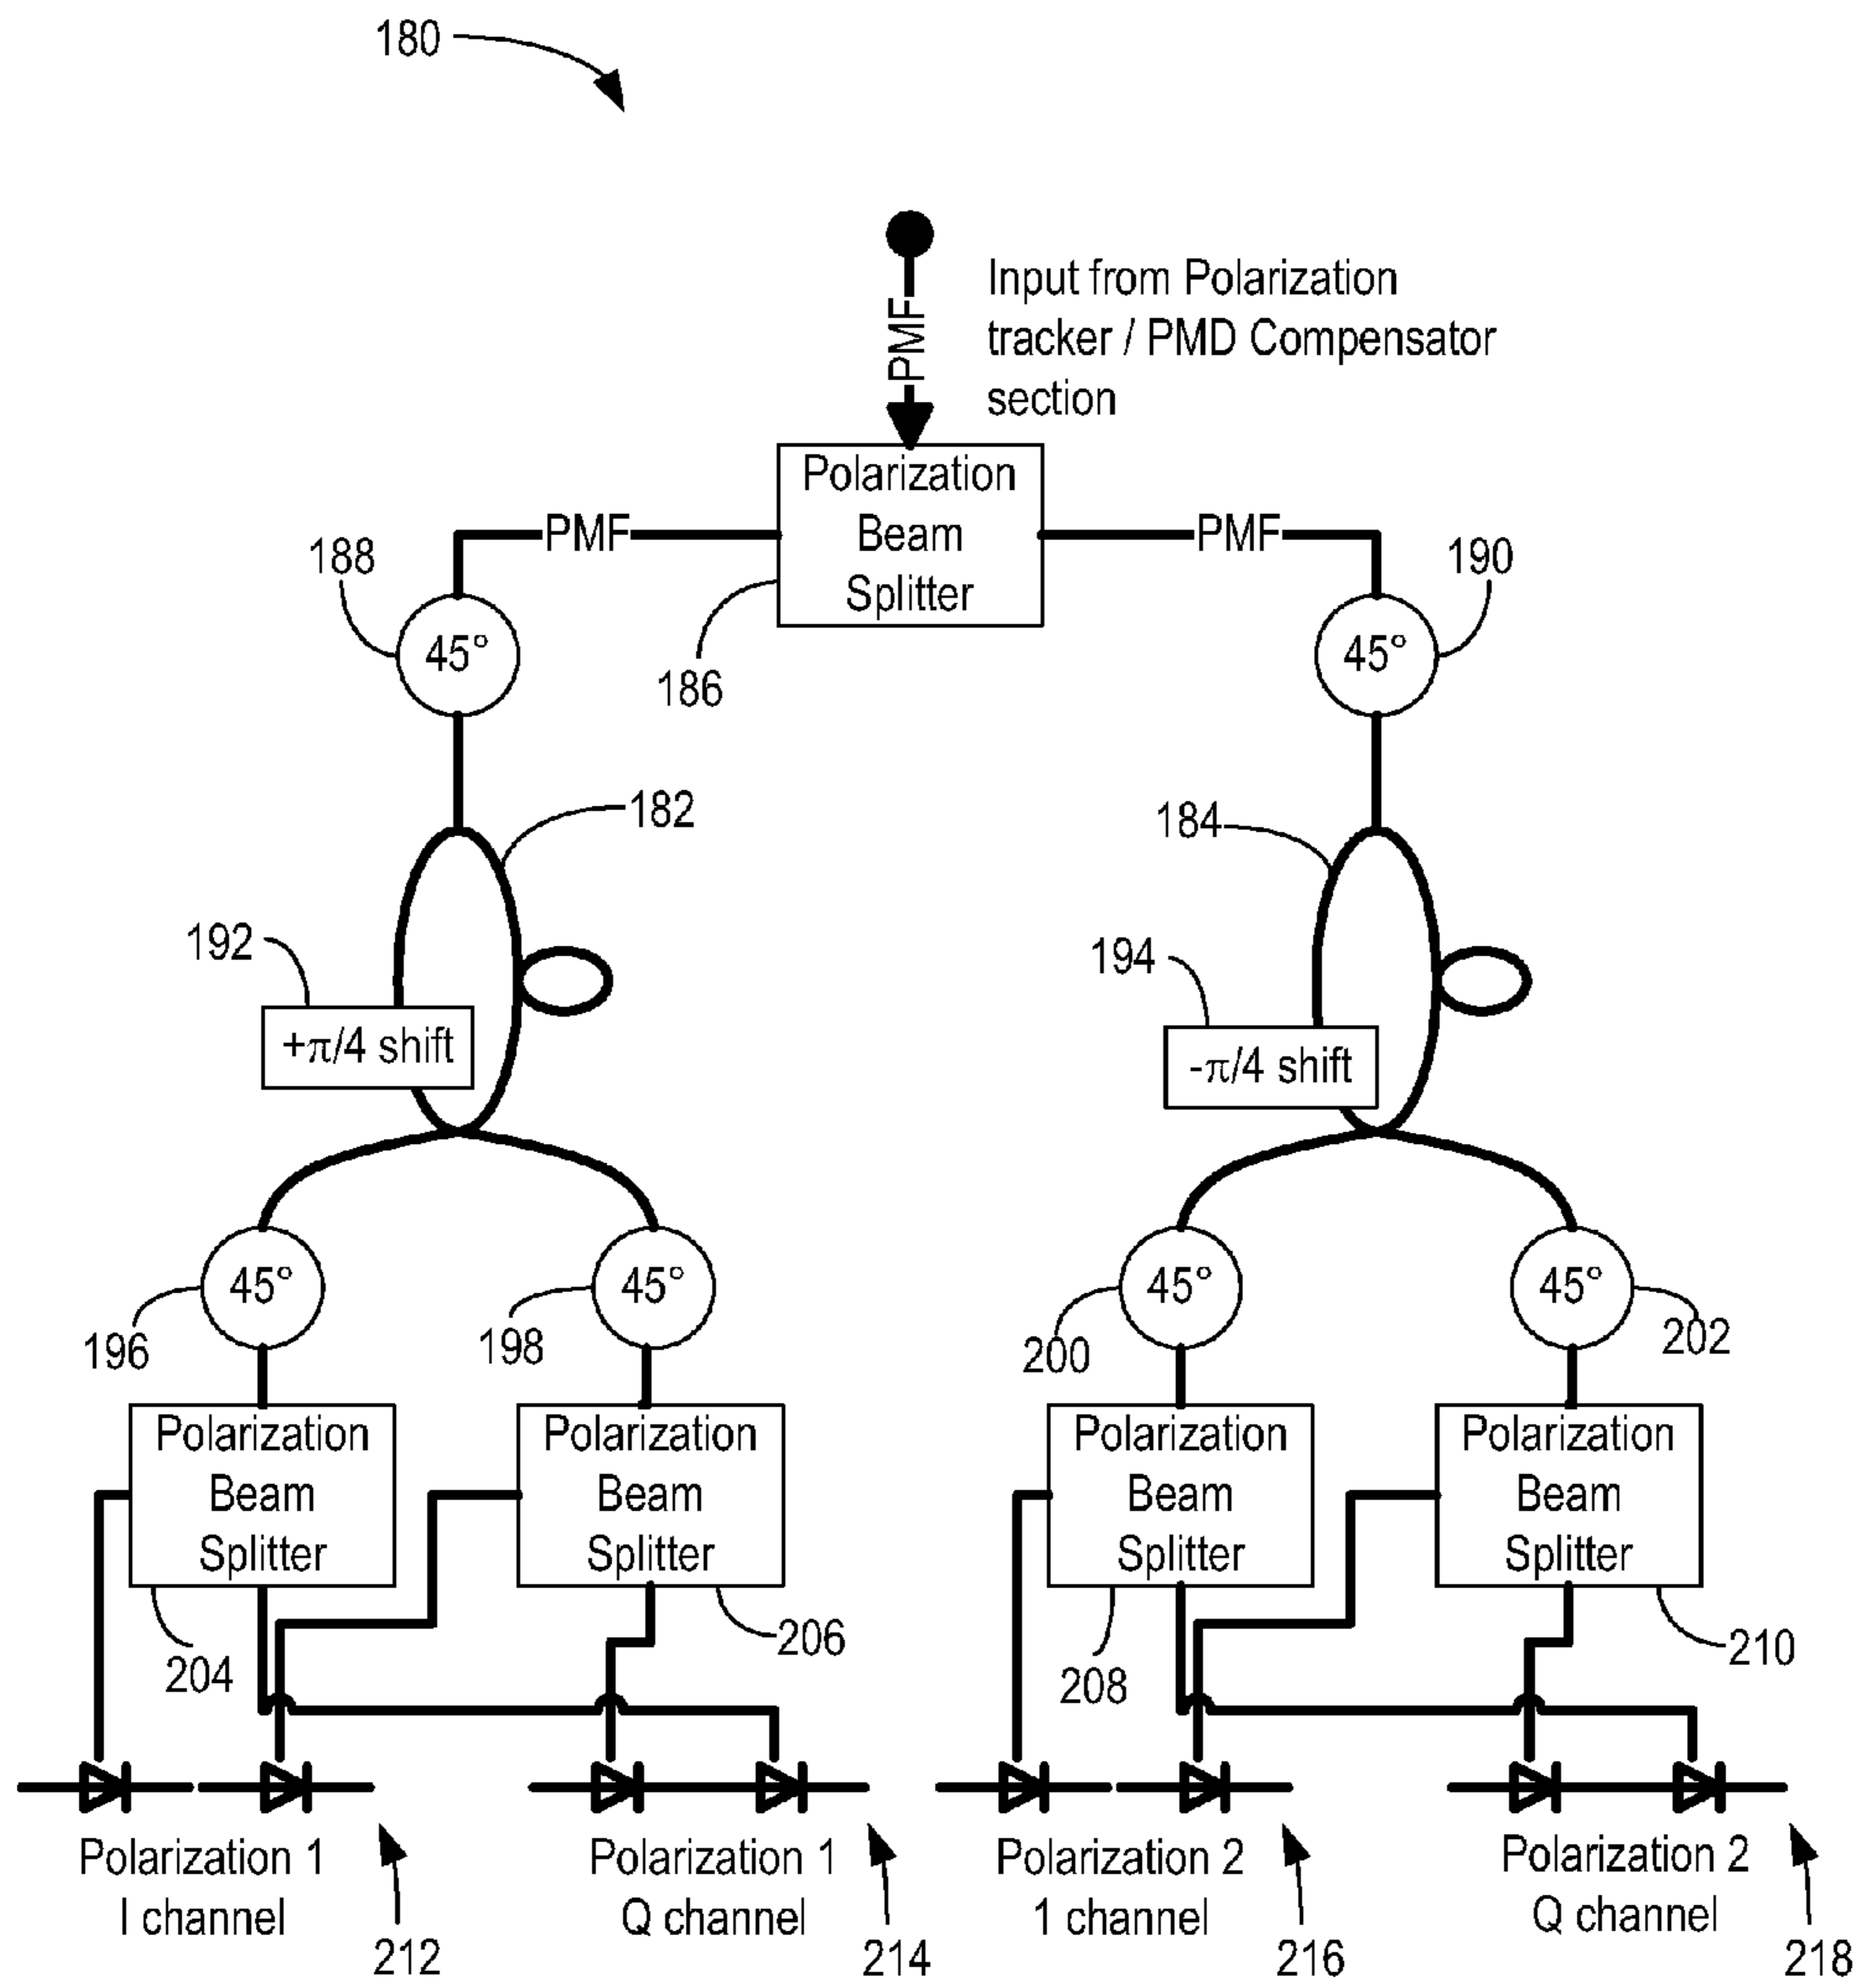 180
PMF
Input from Polarization
tracker / PMD Compensator
section
Polarization
Beam
Splitter
PMF
PMF
188
190
45°
45°
186
182
184
192
194
+π/4 shift
-π/4 shift
45°
45°
45°
45°
196
198
200
202
Polarization
Beam
Splitter
Polarization
Beam
Splitter
Polarization
Beam
Splitter
Polarization
Beam
Splitter
204
206
208
210
Polarization 1
I channel
Polarization 1
Q channel
Polarization 2
1 channel
Polarization 2
Q channel
212
214
216
218